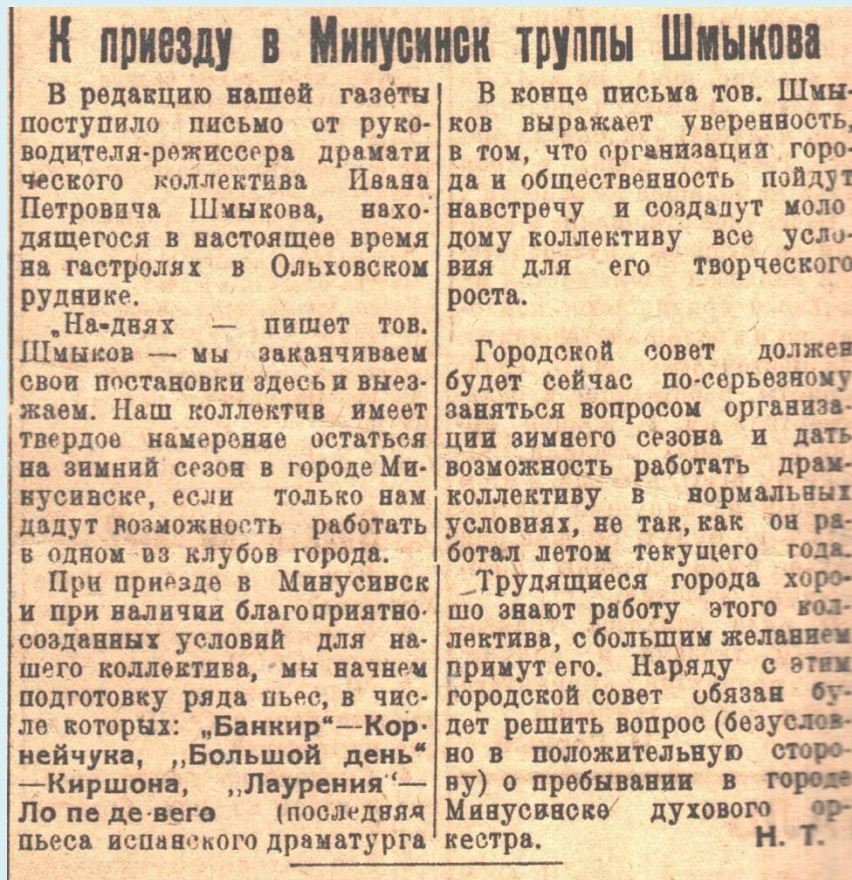 К приезду в Минусинск труппы Шмыкова
В редакцию нашей газеты
поступило письмо от руко-
водителя-режиссера драмати
ческого коллектива Ивана
Петровича Шмыкова, нахо-
дящегося в настоящее время
на гастролях в Ольховском
руднике.
„На-днях — пишет тов.
Шмыков — мы заканчиваем
свои постановки здесь и выез-
жаем. Наш коллектив имеет
твердое намерение остаться
на зимний сезон в городе Ми-
нусинске, если только нам
дадут возможность работать
в одном из клубов города.
При приезде в Минусинск
и при наличии благоприятно-
созданных условий для на-
шего коллектива, мы начнем
подготовку ряда пьес, в чис-
ле которых: „Банкир“—Кор-
нейчука, „Большой день“
—Киршона, „Лаурения“—
Ло пе де-вего (последняя
пьеса испанского драматурга
В конце письма тов. Шмы-
ков выражает уверенность,
в том, что организации горо-
да и общественность пойдут
навстречу и создадут моло
дому коллективу все усло-
вия для его творческого
роста.
Городской совет должен
будет сейчас по-серьезному
заняться вопросом организа-
ции зимнего сезона и дать
возможность работать драм-
коллективу в нормальных
условиях, не так, как он ра-
ботал летом текущего года.
Трудящиеся города хоро-
шо знают работу этого кол-
лектива, с большим желанием
примут его. Наряду с этим
городской совет обязан бу-
дет решить вопрос (безуслов-
но в положительную сторо-
ну) о пребывании в городе
Минусинске духового ор-
кестра.
Н. Т.